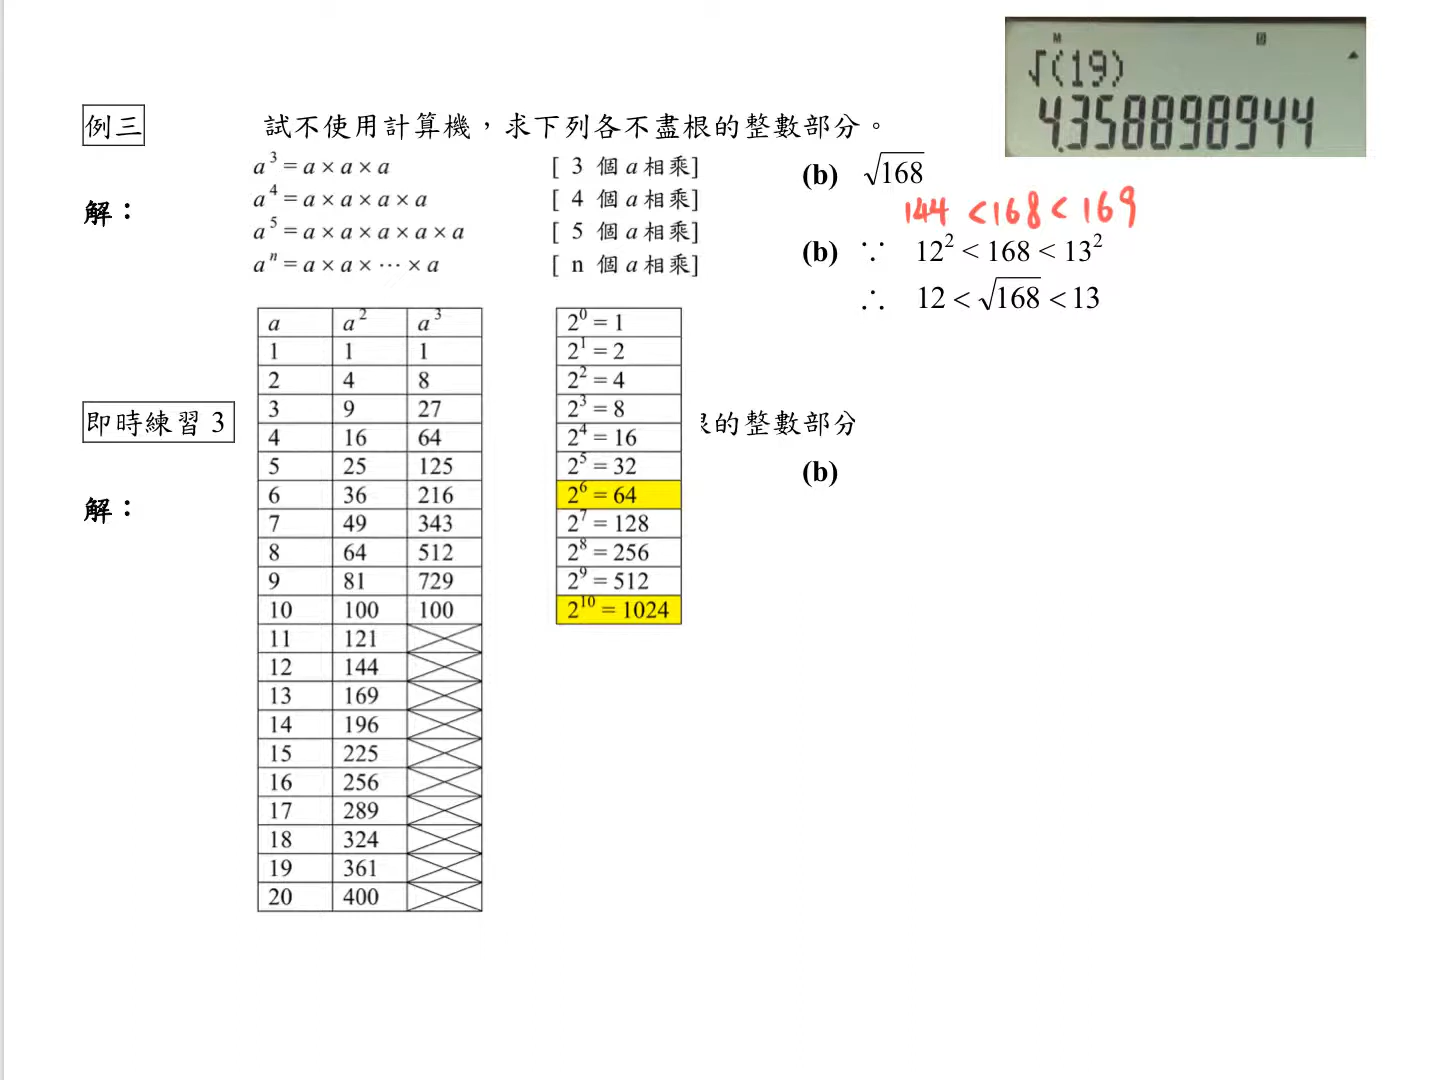 M
√(19)
4.358898944
例三 試不使用計算機，求下列各不盡根的整數部分。
解：
a³ = a × a × a [ 3 個 a 相乘]
a⁴ = a × a × a × a [ 4 個 a 相乘]
a⁵ = a × a × a × a × a [ 5 個 a 相乘]
aⁿ = a × a × ⋯ × a [ n 個 a 相乘]
(b) √168
144 < 168 < 169
(b) ∵ 12² < 168 < 13²
∴ 12 < √168 < 13
a a² a³
1 1 1
2 4 8
3 9 27
4 16 64
5 25 125
6 36 216
7 49 343
8 64 512
9 81 729
10 100 100
11 121
12 144
13 169
14 196
15 225
16 256
17 289
18 324
19 361
20 400
2⁰ = 1
2¹ = 2
2² = 4
2³ = 8
2⁴ = 16
2⁵ = 32
2⁶ = 64
2⁷ = 128
2⁸ = 256
2⁹ = 512
2¹⁰ = 1024
即時練習 3 的整數部分
解：
(b)